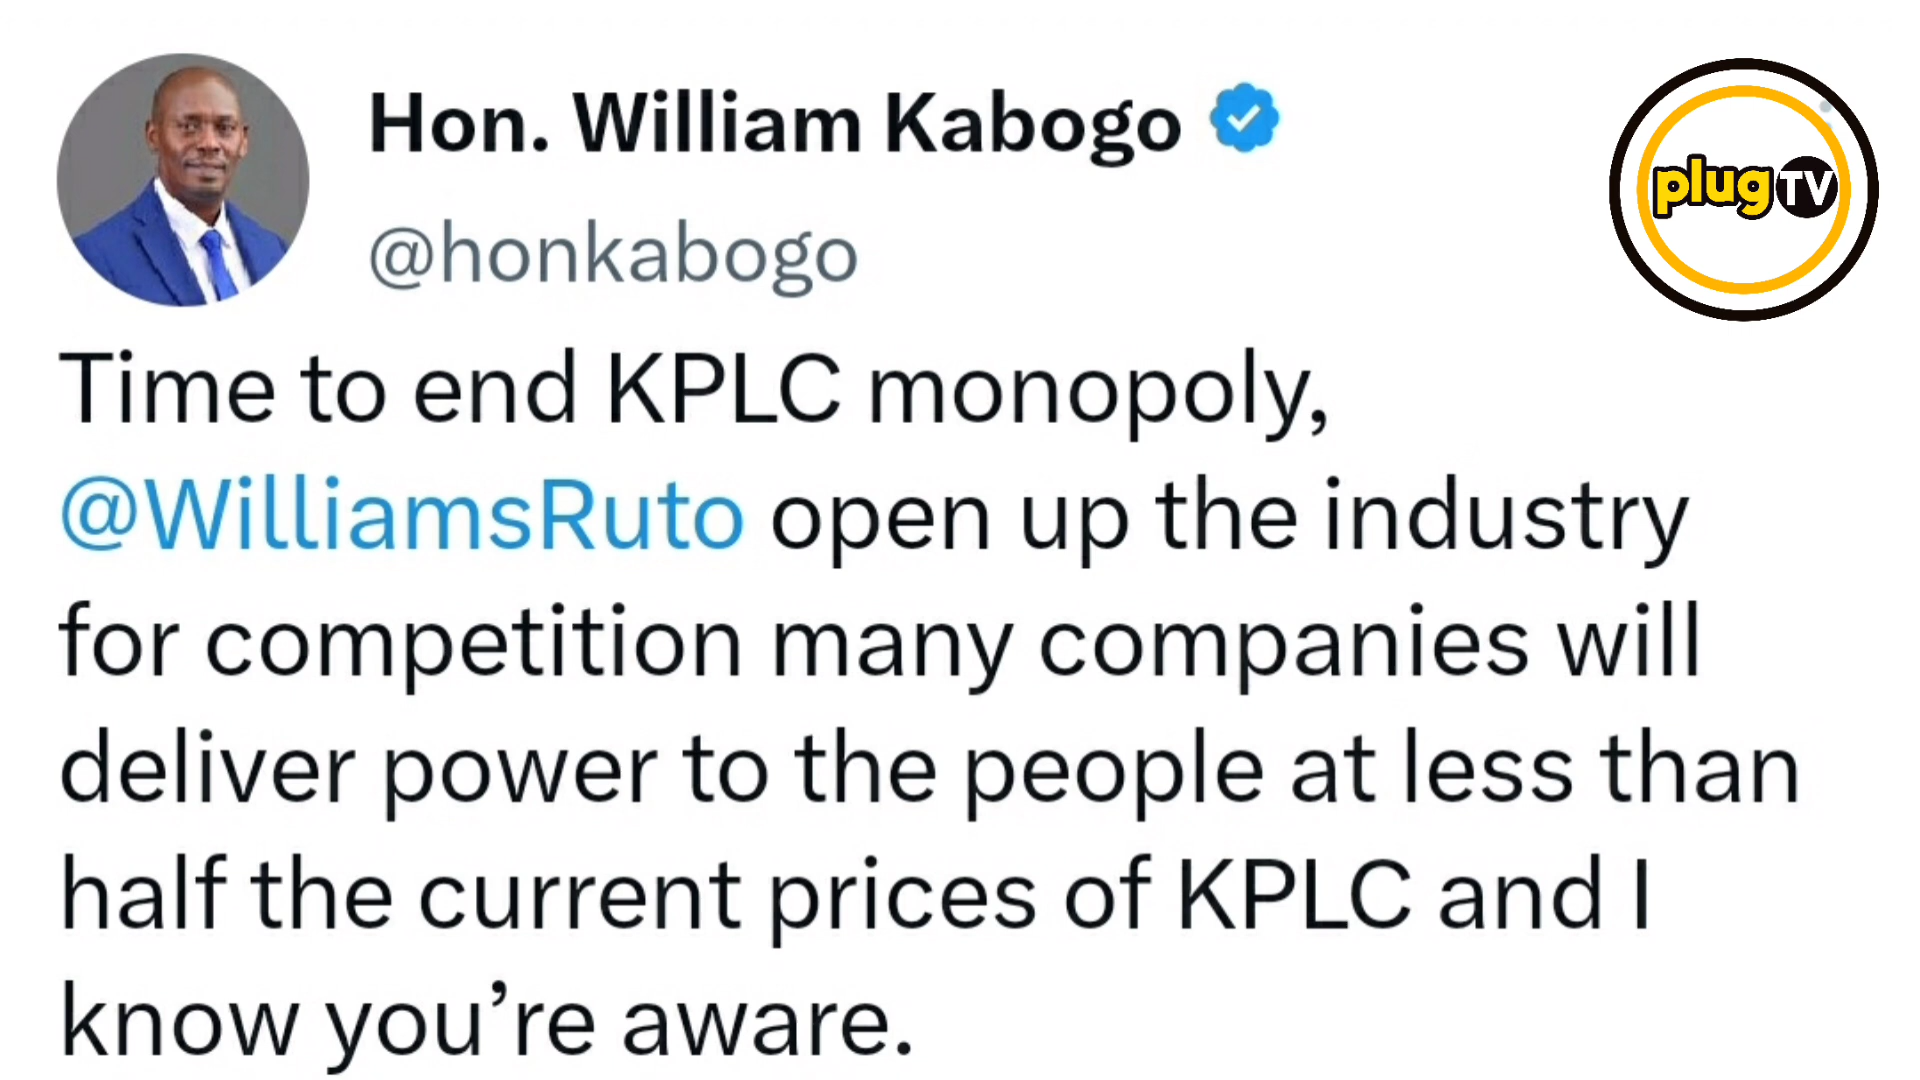 Hon. William Kabogo
@honkabogo
plug TV
Time to end KPLC monopoly,
@WilliamsRuto open up the industry
for competition many companies will
deliver power to the people at less than
half the current prices of KPLC and I
know you’re aware.